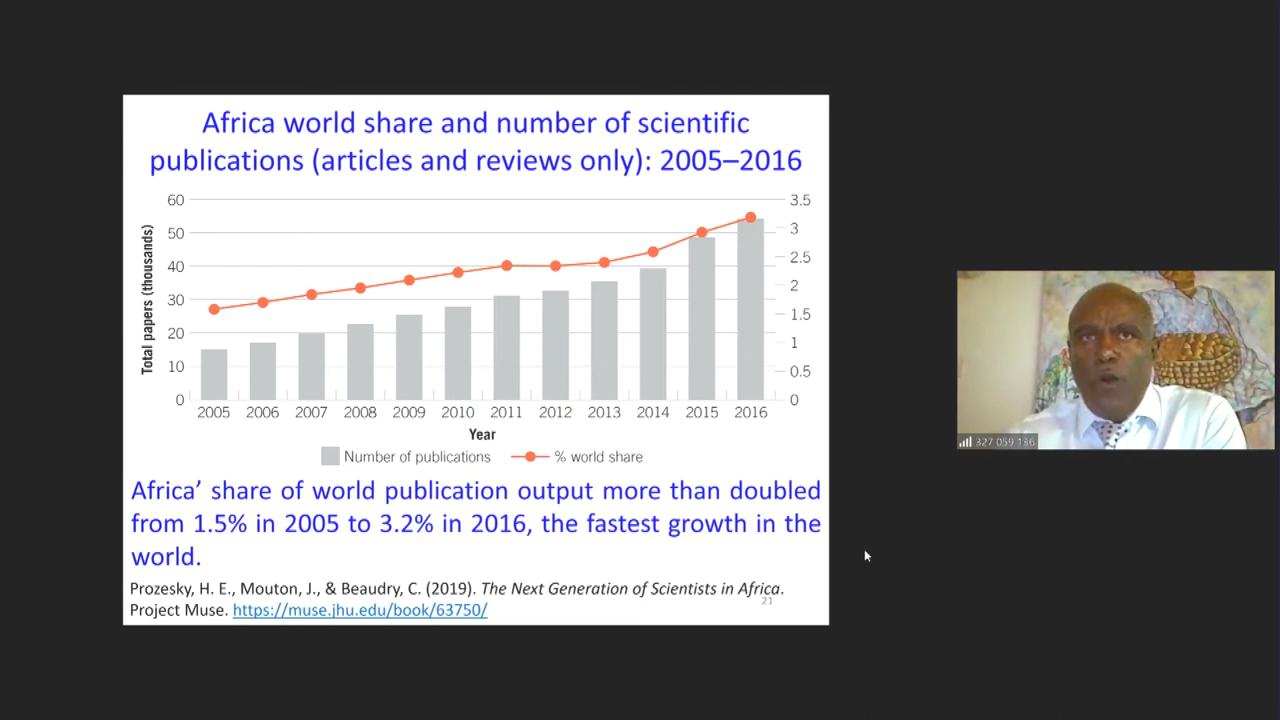 Africa world share and number of scientific
publications (articles and reviews only): 2005–2016
60
50
40
30
20
10
0
Total papers (thousands)
3.5
3
2.5
2
1.5
1
0.5
0
2005 2006 2007 2008 2009 2010 2011 2012 2013 2014 2015 2016
Year
Number of publications % world share
Africa’ share of world publication output more than doubled
from 1.5% in 2005 to 3.2% in 2016, the fastest growth in the
world.
Prozesky, H. E., Mouton, J., & Beaudry, C. (2019). The Next Generation of Scientists in Africa.
Project Muse. https://muse.jhu.edu/book/63750/
21
327 059 136